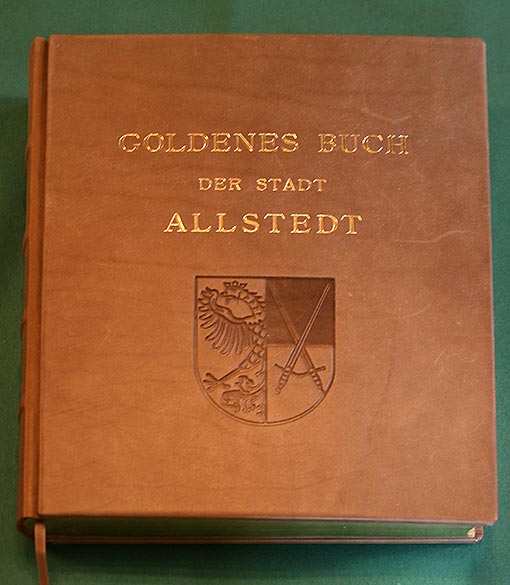 GOLDENES BUCH
DER STADT
ALLSTEDT